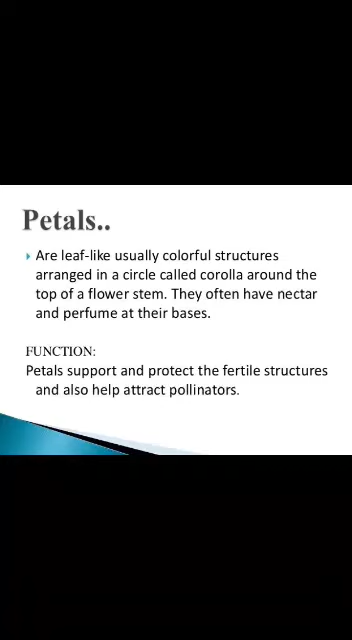 Petals..
Are leaf-like usually colorful structures
arranged in a circle called corolla around the
top of a flower stem. They often have nectar
and perfume at their bases.
FUNCTION:
Petals support and protect the fertile structures
and also help attract pollinators.